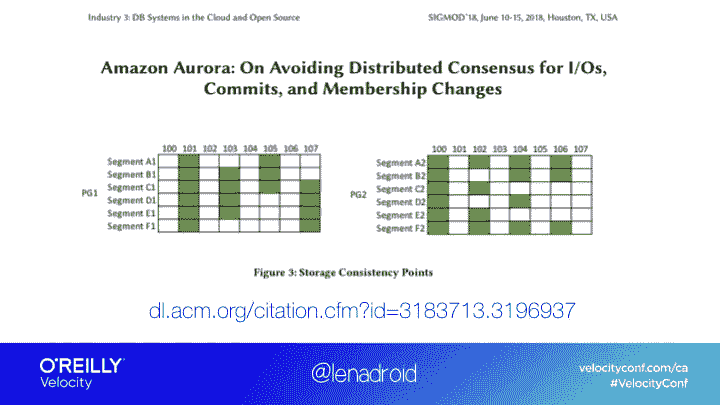 Industry 3: DB Systems in the Cloud and Open Source
SIGMOD'18, June 10-15, 2018, Houston, TX, USA
Amazon Aurora: On Avoiding Distributed Consensus for I/Os,
Commits, and Membership Changes
100 101 102 103 104 105 106 107
Segment A1
Segment B1
Segment C1
PG1
Segment D1
Segment E1
Segment F1
100 101 102 103 104 105 106 107
Segment A2
Segment B2
Segment C2
PG2
Segment D2
Segment E2
Segment F2
Figure 3: Storage Consistency Points
dl.acm.org/citation.cfm?id=3183713.3196937
O'REILLY®
Velocity
@lenadroid
velocityconf.com/ca
#VelocityConf